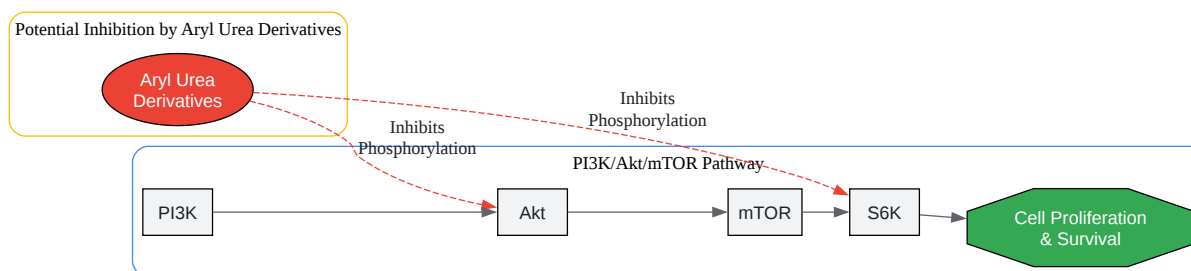 Potential Inhibition by Aryl Urea Derivatives
Aryl Urea
Derivatives
Inhibits
Phosphorylation
Inhibits
Phosphorylation
PI3K/Akt/mTOR Pathway
PI3K
Akt
mTOR
S6K
Cell Proliferation
& Survival